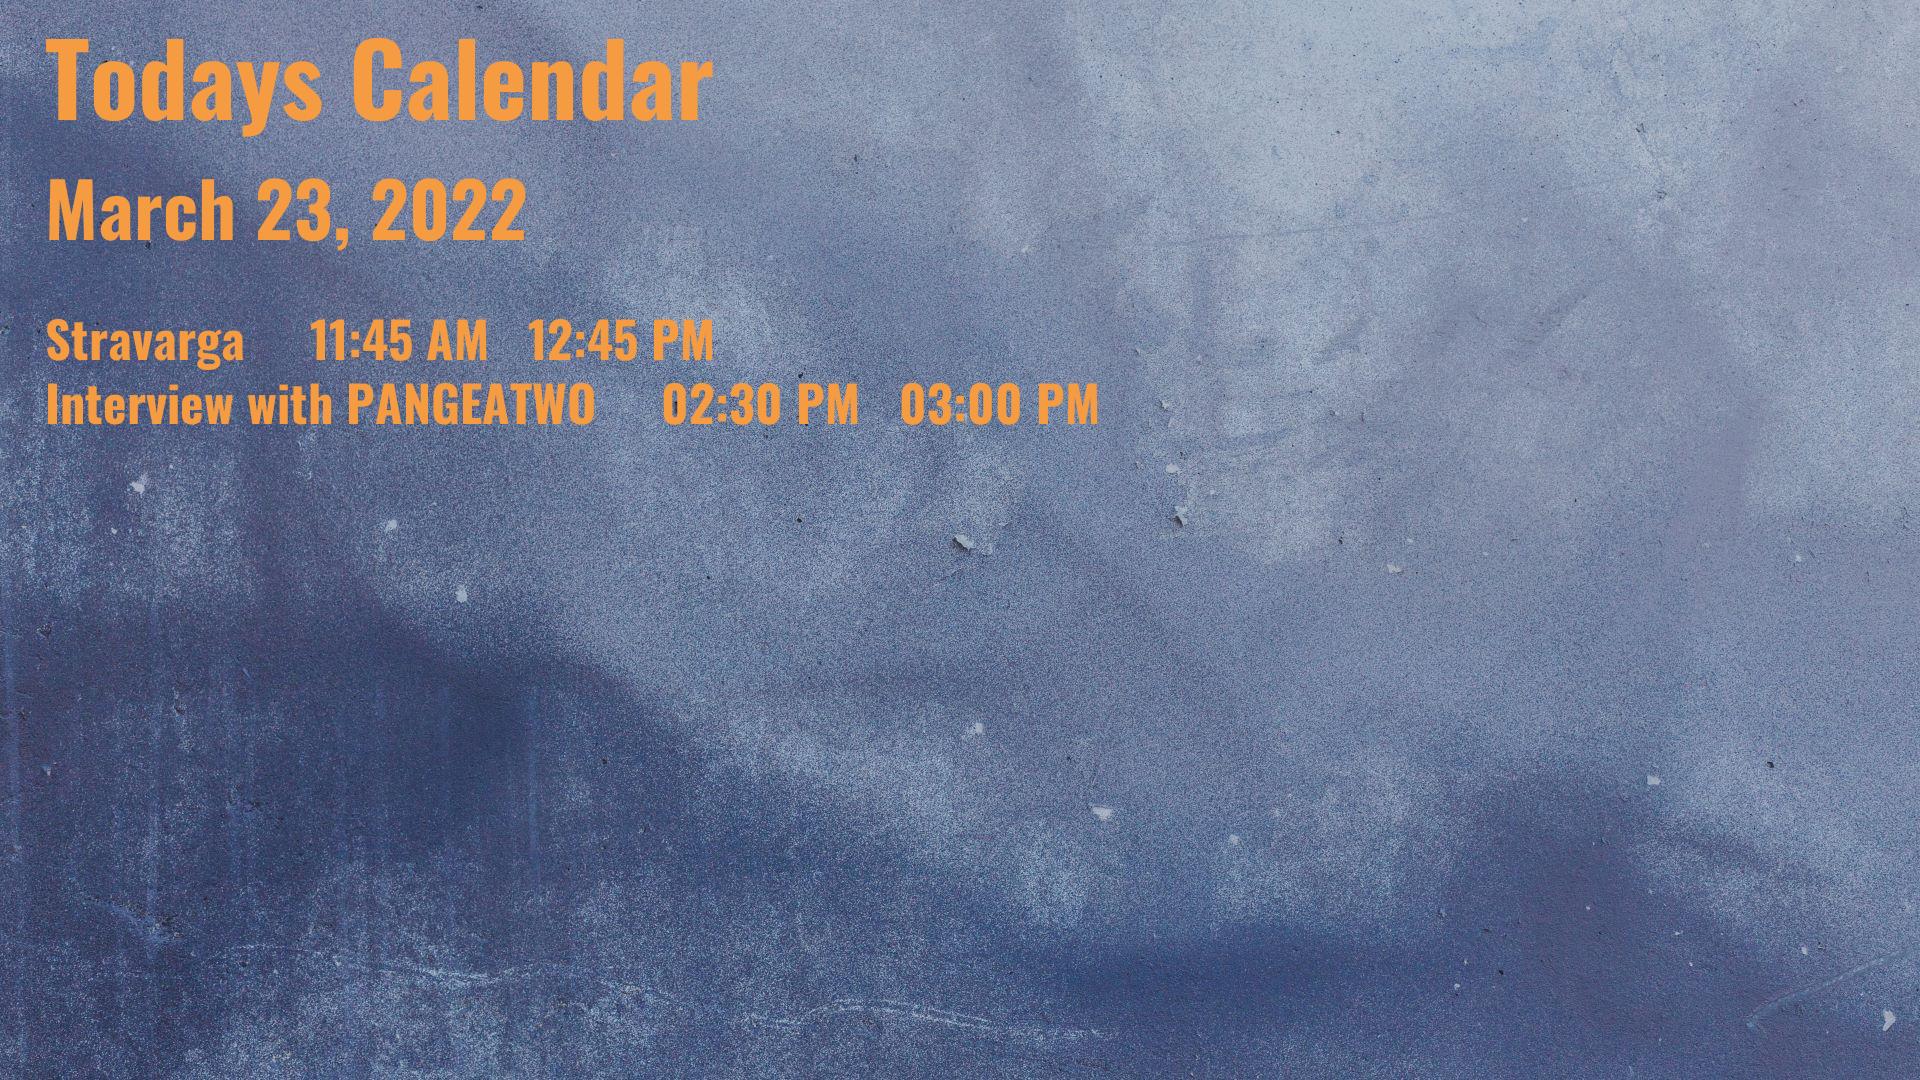 Todays Calendar
March 23, 2022
Stravarga 11:45 AM 12:45 PM
Interview with PANGEATWO 02:30 PM 03:00 PM